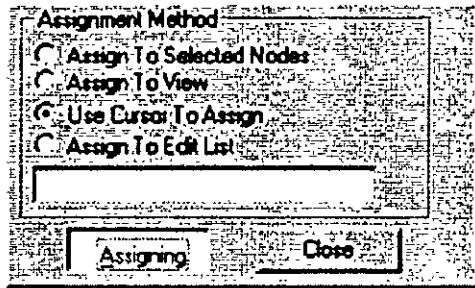 Assignment Method
Assign To Selected Nodes
Assign To View
Use Cursor To Assign
Assign To Edit List
Assigning Close